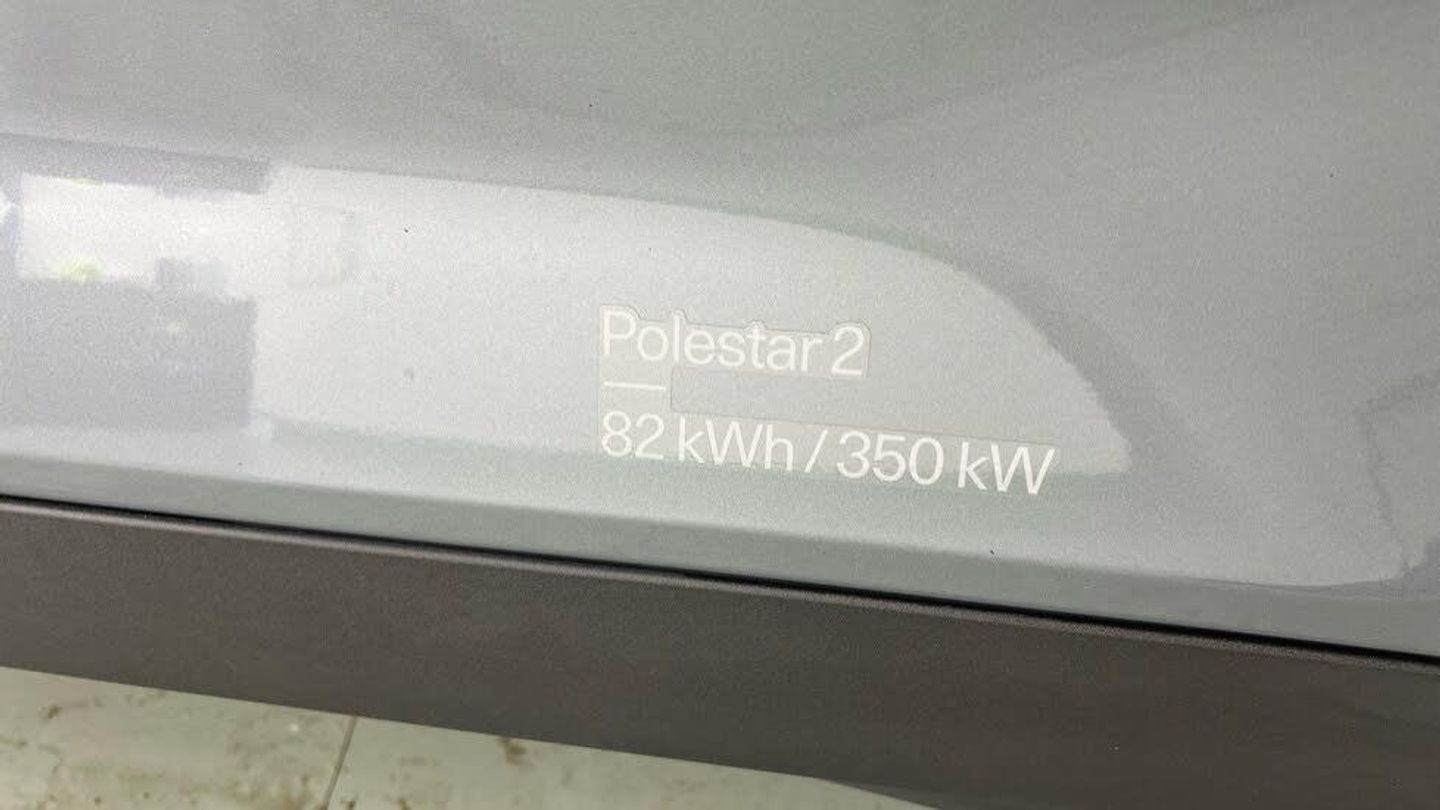 Polestar 2
—
82 kWh / 350 kW